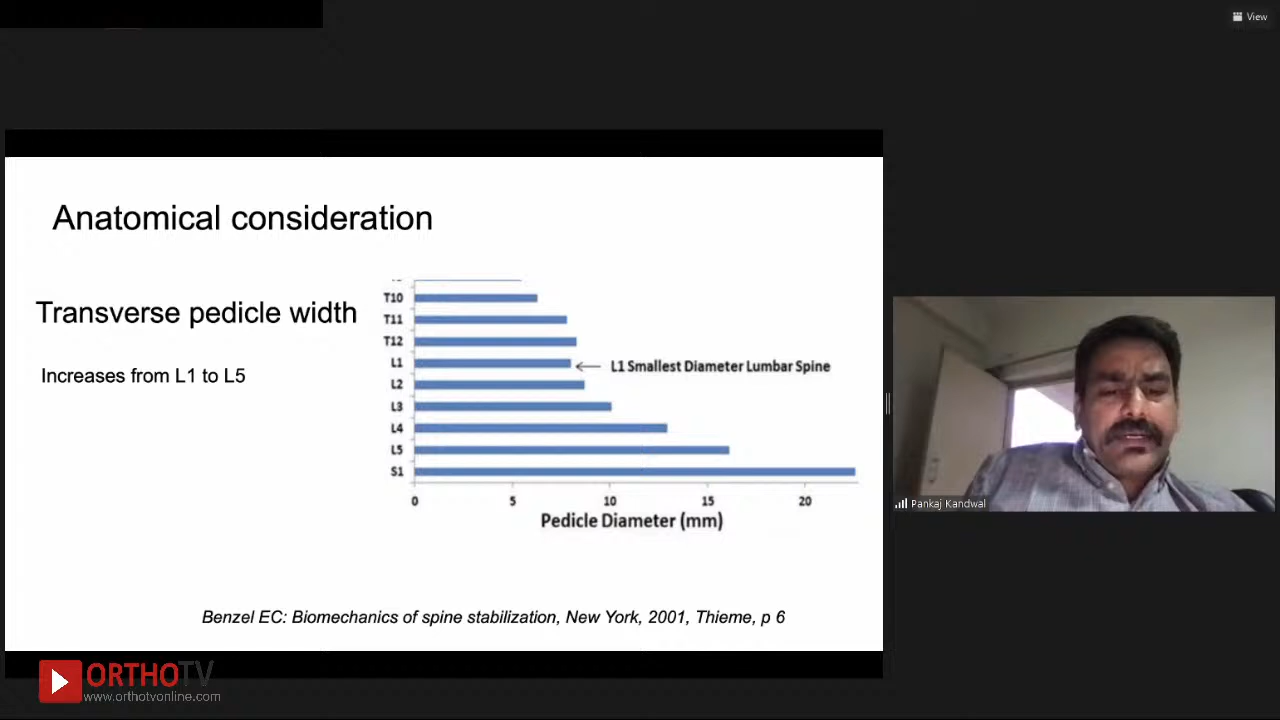 View
Anatomical consideration
Transverse pedicle width
Increases from L1 to L5
T10
T11
T12
L1
L1 Smallest Diameter Lumbar Spine
L2
L3
L4
L5
S1
0 5 10 15 20
Pedicle Diameter (mm)
Benzel EC: Biomechanics of spine stabilization, New York, 2001, Thieme, p 6
Pankaj Kandwal
ORTHOTV
www.orthotvonline.com